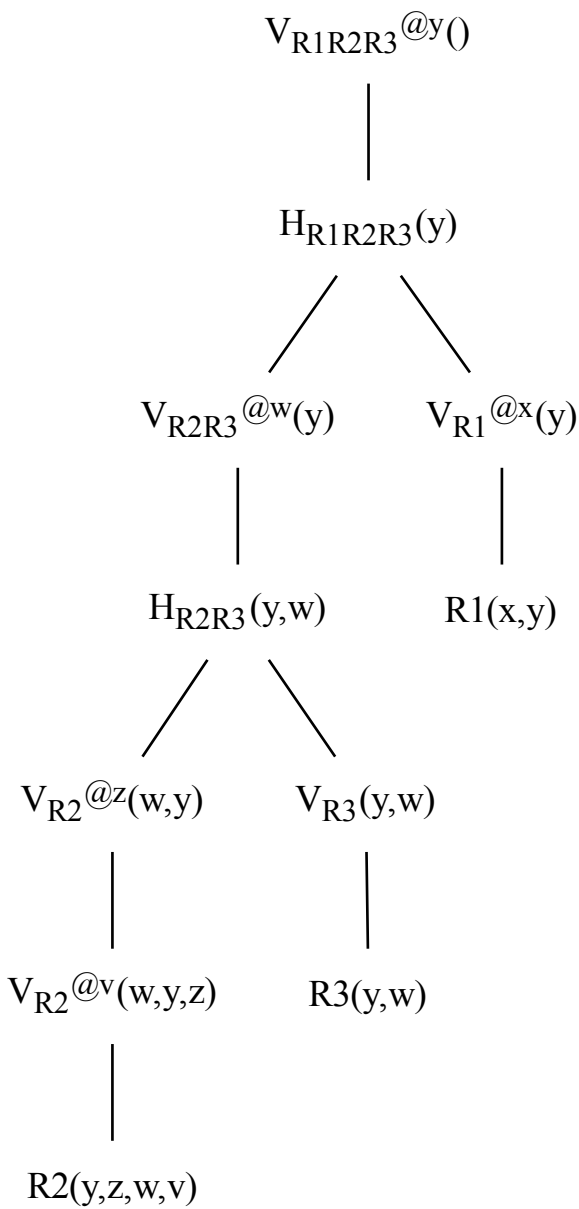 V_R1R2R3^@y()
H_R1R2R3(y)
V_R2R3^@w(y) V_R1^@x(y)
H_R2R3(y,w) R1(x,y)
V_R2^@z(w,y) V_R3(y,w)
V_R2^@v(w,y,z) R3(y,w)
R2(y,z,w,v)